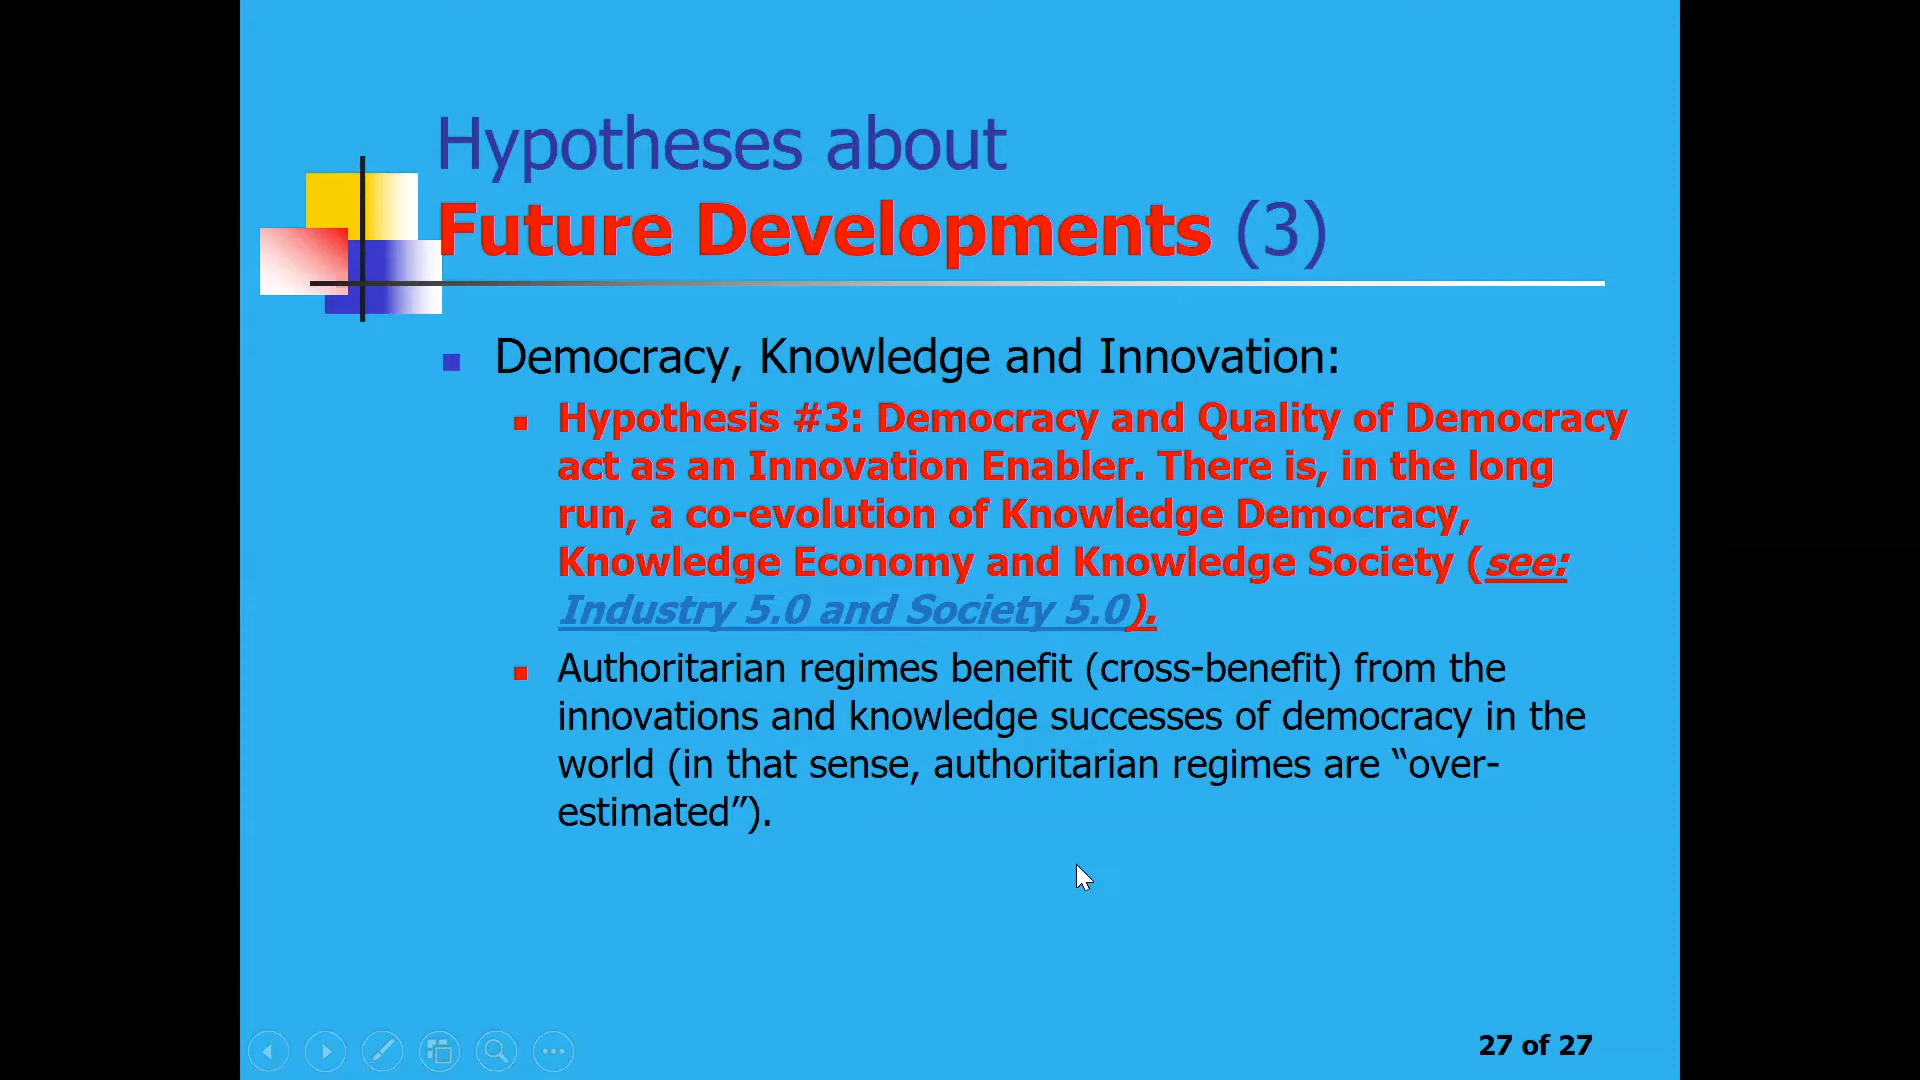 Hypotheses about
Future Developments (3)
Democracy, Knowledge and Innovation:
Hypothesis #3: Democracy and Quality of Democracy
act as an Innovation Enabler. There is, in the long
run, a co-evolution of Knowledge Democracy,
Knowledge Economy and Knowledge Society (see:
Industry 5.0 and Society 5.0).
Authoritarian regimes benefit (cross-benefit) from the
innovations and knowledge successes of democracy in the
world (in that sense, authoritarian regimes are “over-
estimated”).
27 of 27